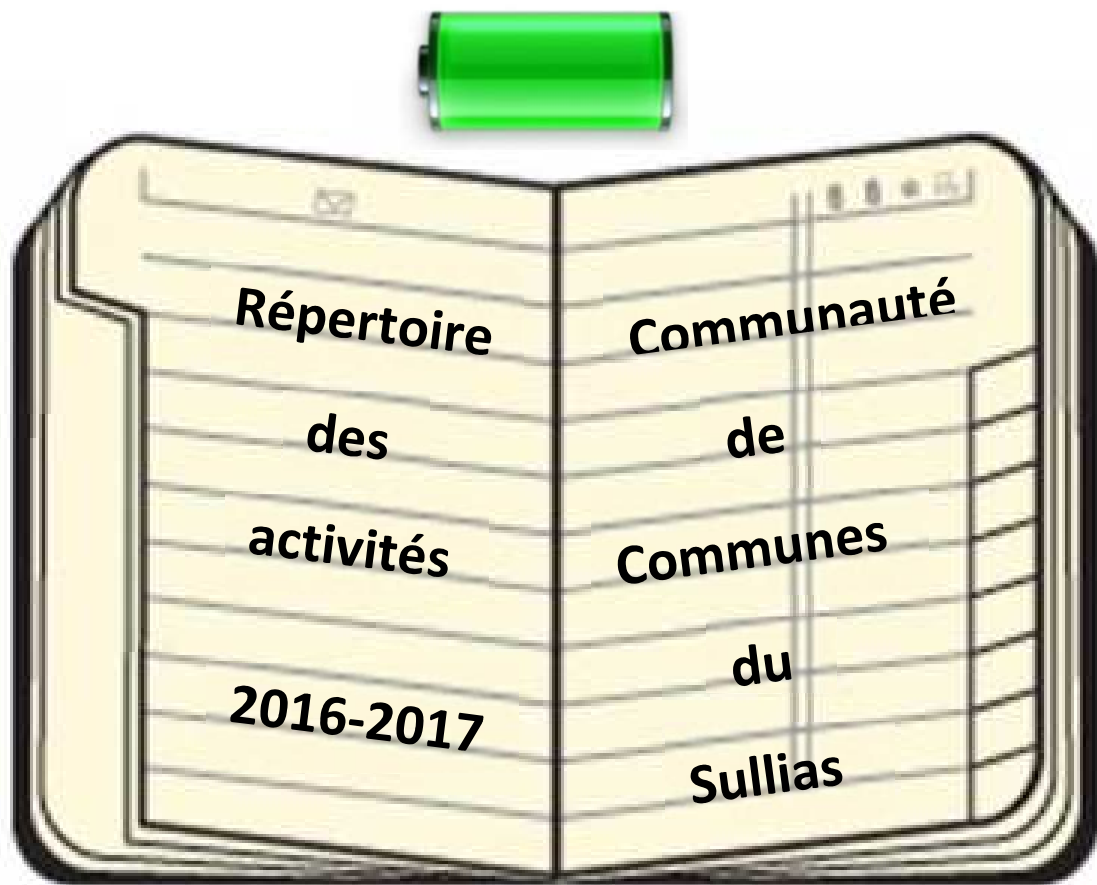 Répertoire
des
activités
2016-2017
Communauté
de
Communes
du
Sullias